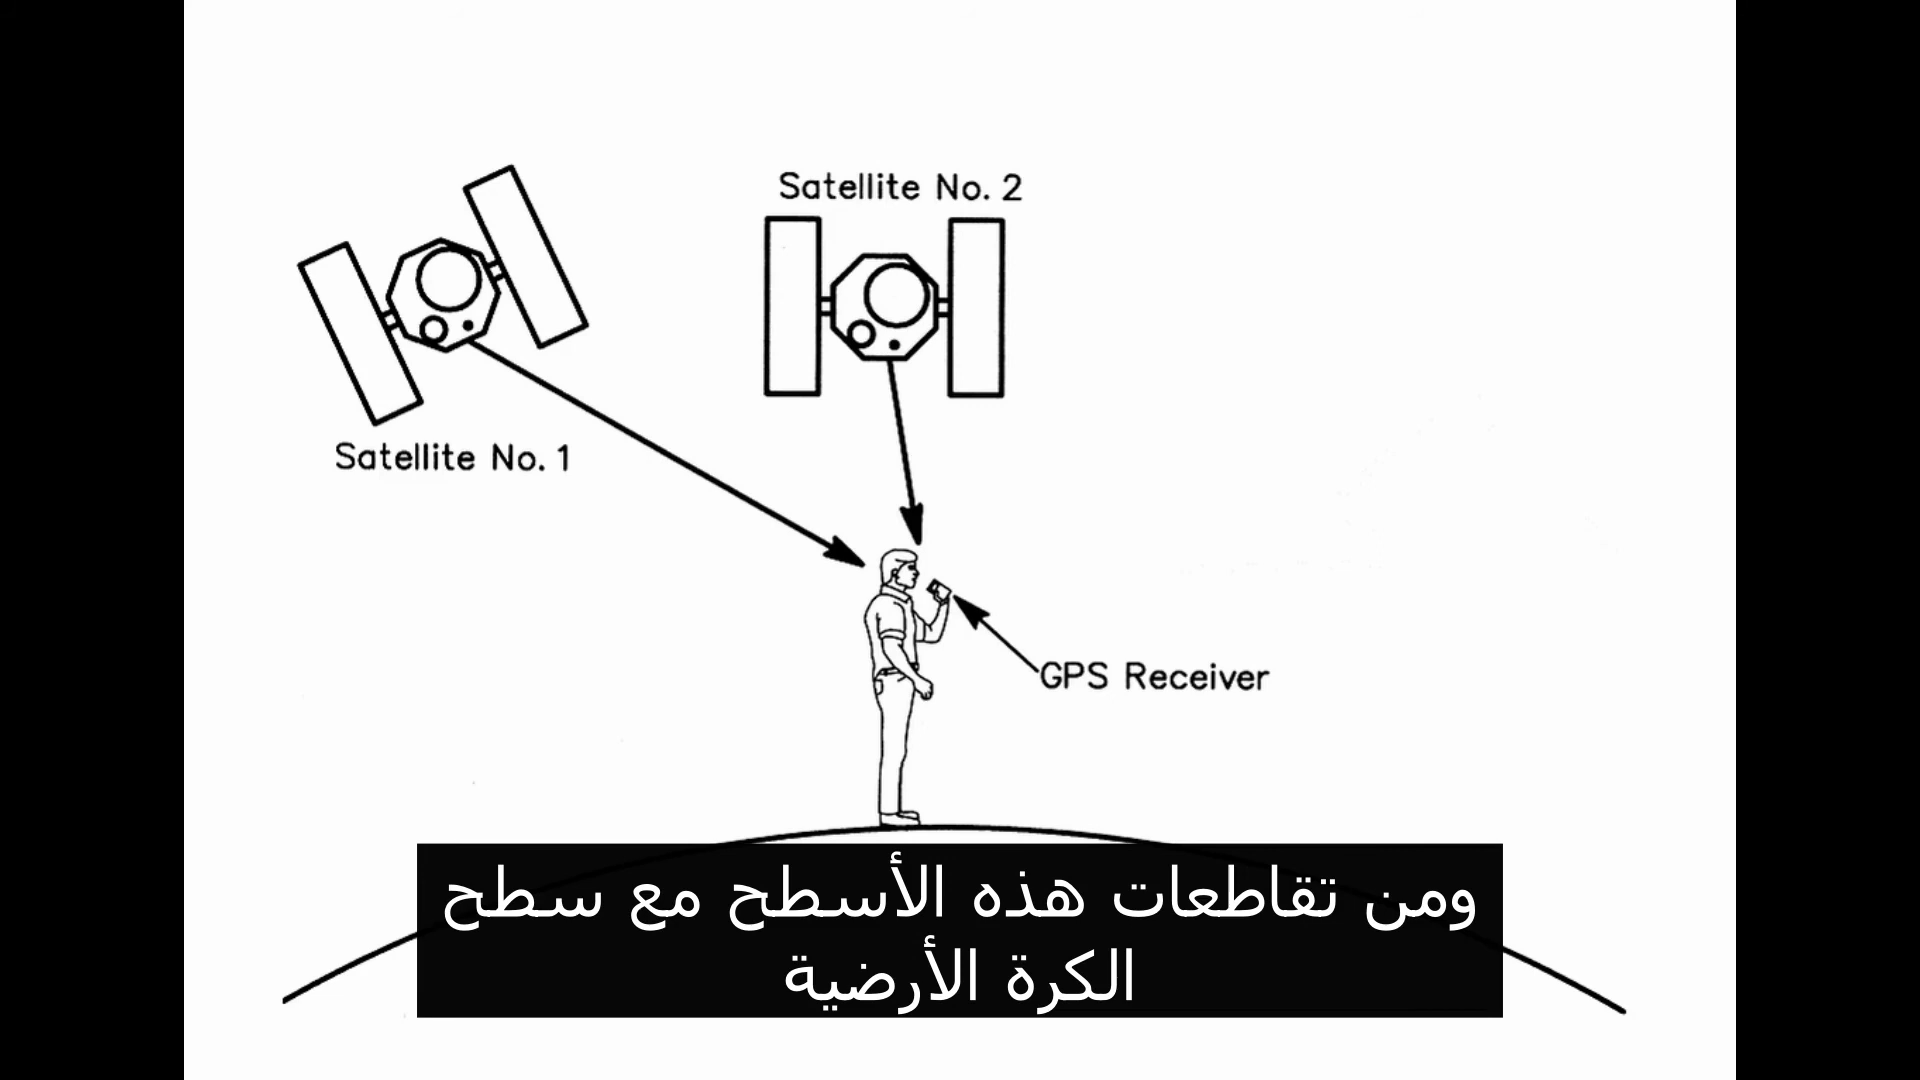 Satellite No. 2
Satellite No. 1
GPS Receiver
ومن تقاطعات هذه الأسطح مع سطح
الكرة الأرضية